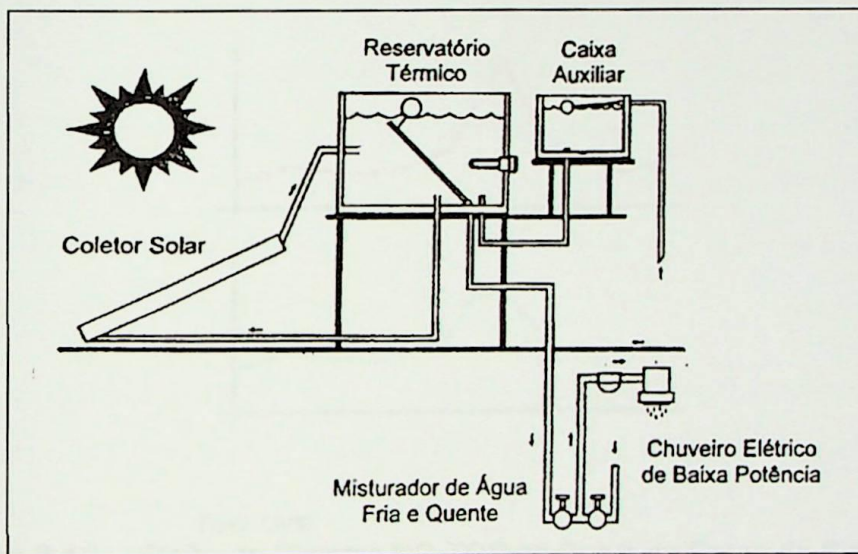 Reservatório
Térmico
Caixa
Auxiliar
Coletor Solar
Chuveiro Elétrico
de Baixa Potência
Misturador de Água
Fria e Quente